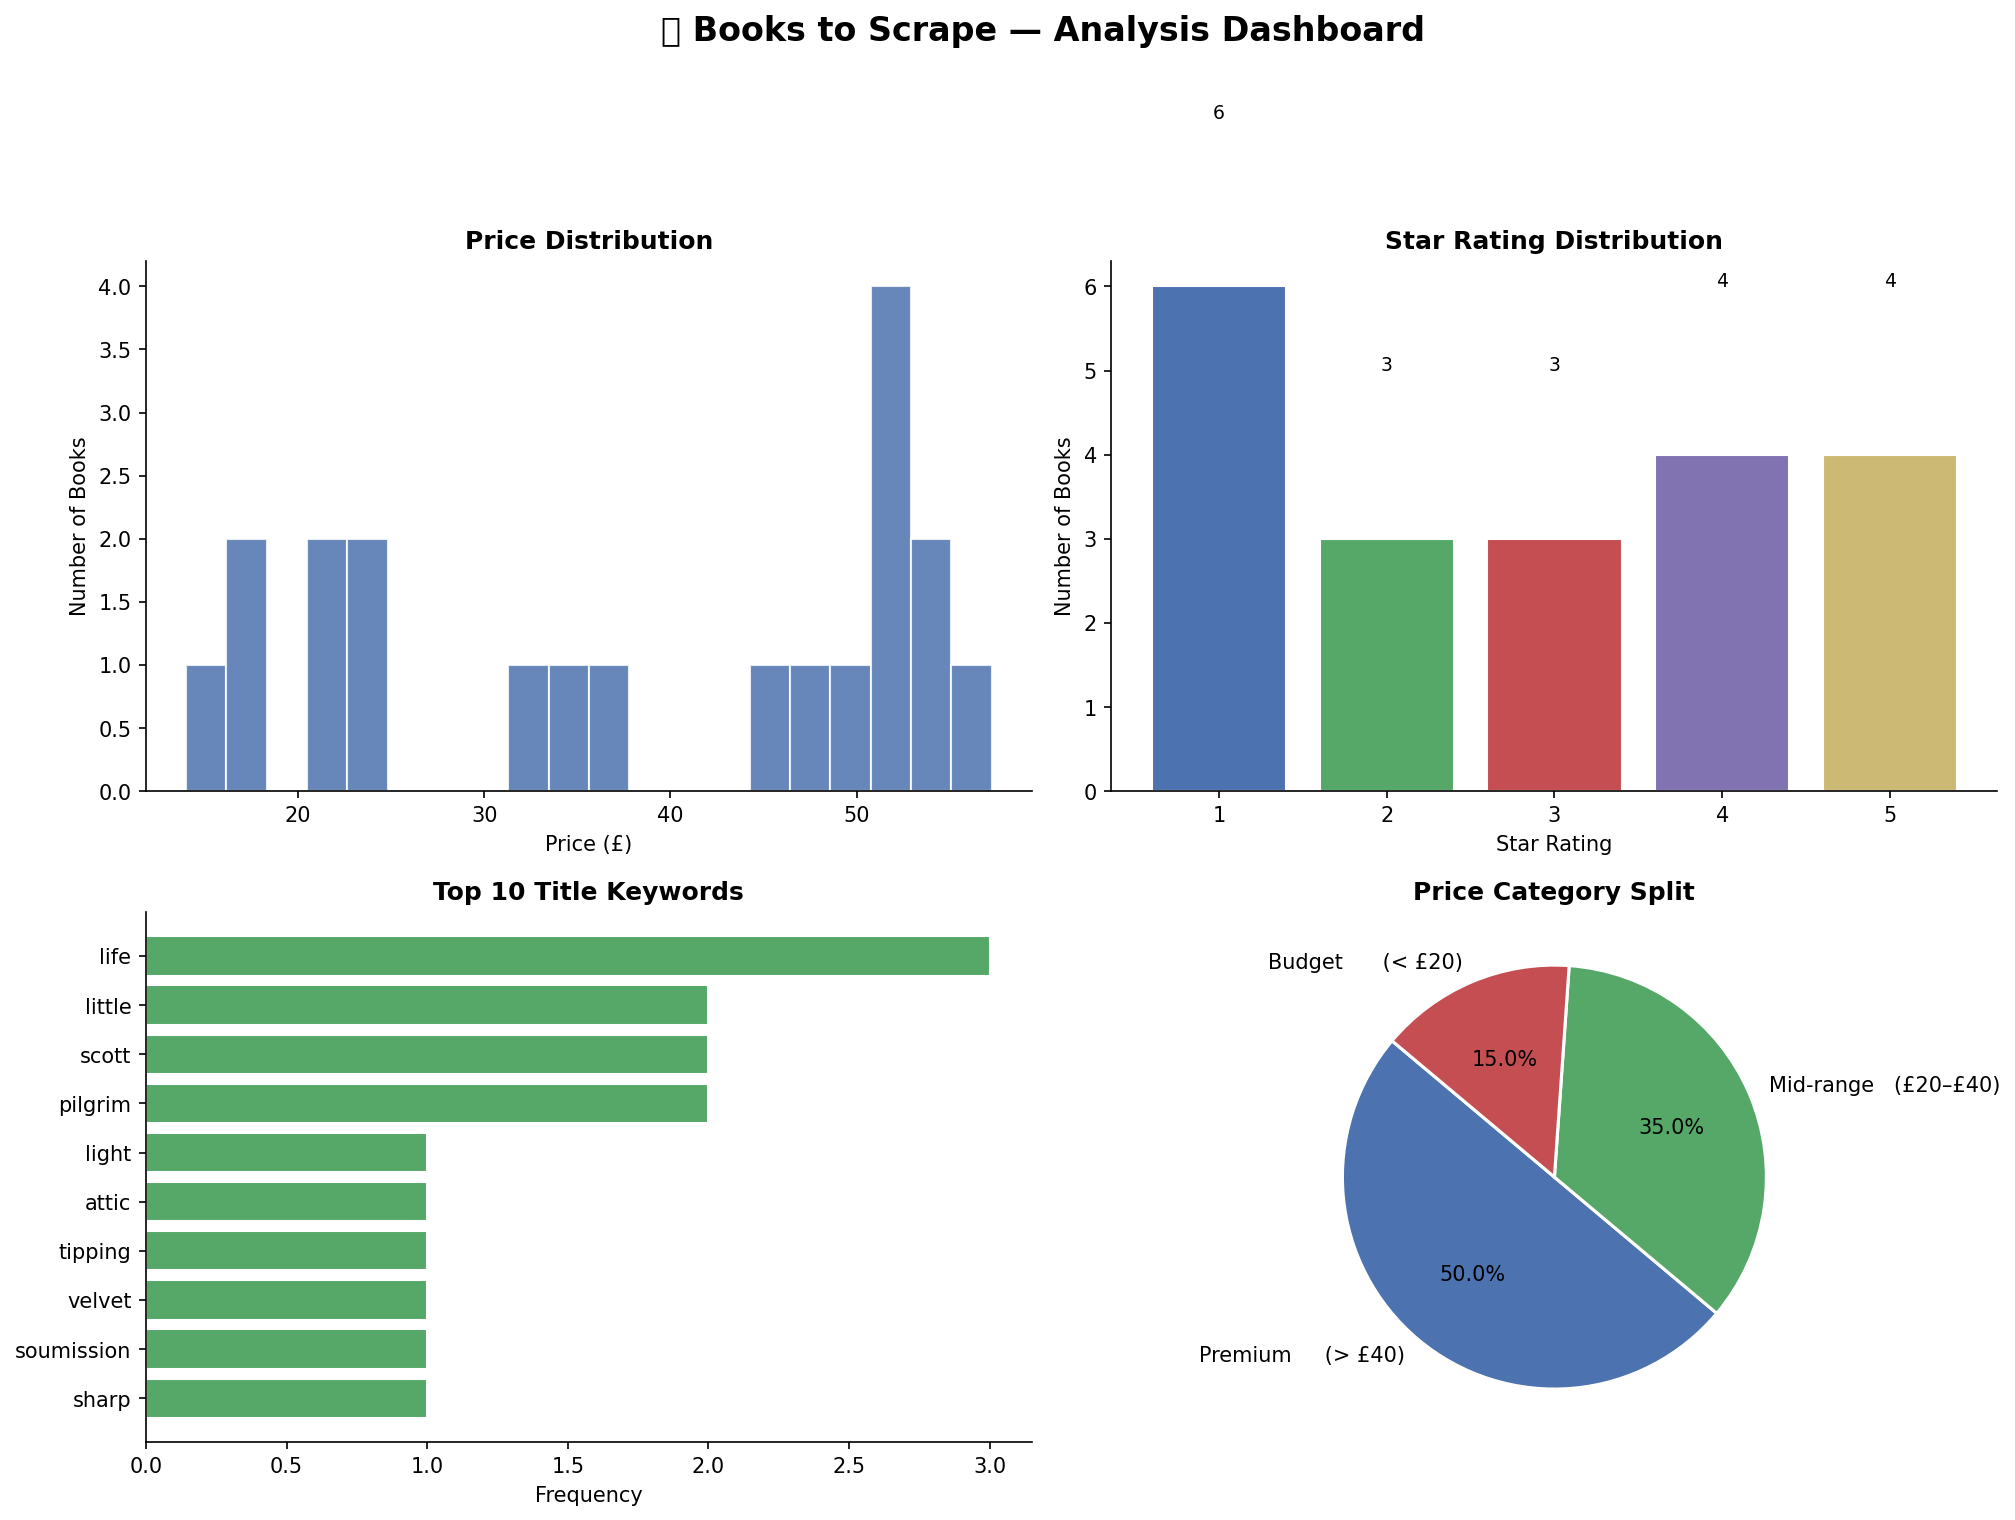 ▯ Books to Scrape — Analysis Dashboard
Price Distribution
Number of Books
4.0
3.5
3.0
2.5
2.0
1.5
1.0
0.5
0.0
20 30 40 50
Price (£)
6
Star Rating Distribution
Number of Books
6
5
4
3
2
1
0
3 3 4 4
1 2 3 4 5
Star Rating
Top 10 Title Keywords
life
little
scott
pilgrim
light
attic
tipping
velvet
soumission
sharp
0.0 0.5 1.0 1.5 2.0 2.5 3.0
Frequency
Price Category Split
Budget      (< £20)
15.0%
Mid-range   (£20–£40)
35.0%
50.0%
Premium     (> £40)